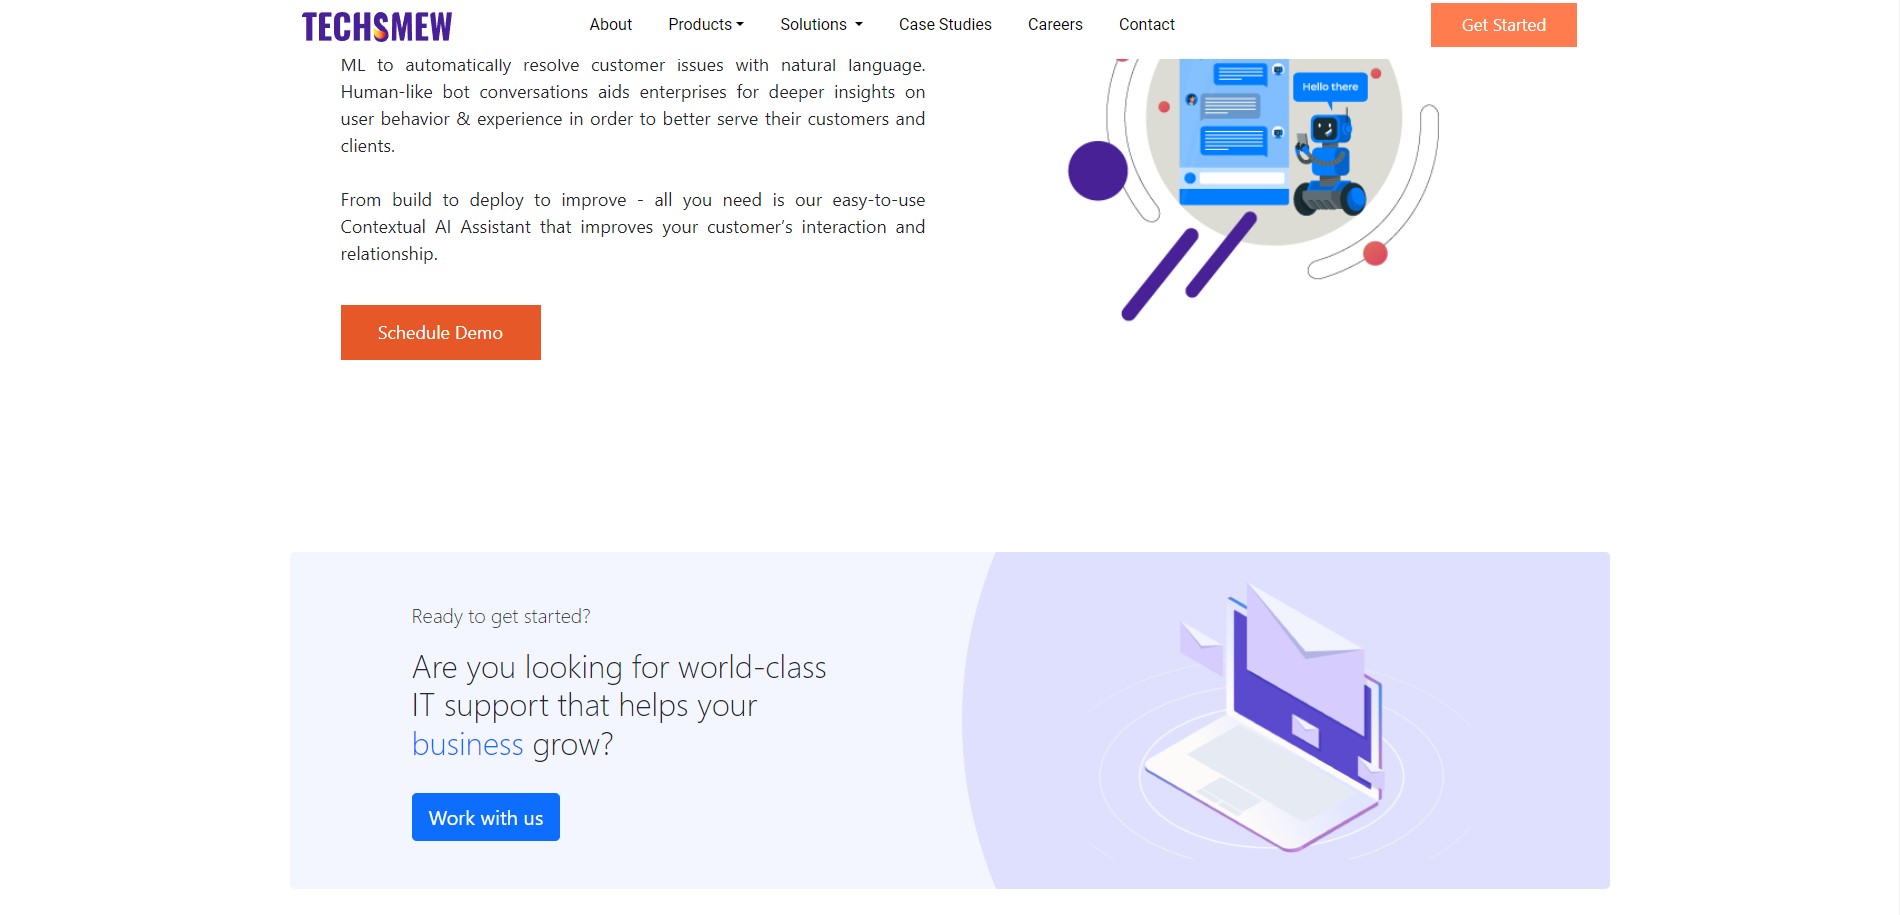 TECHSMEW
About Products Solutions Case Studies Careers Contact Get Started
ML to automatically resolve customer issues with natural language.
Human-like bot conversations aids enterprises for deeper insights on
user behavior & experience in order to better serve their customers and
clients.
From build to deploy to improve - all you need is our easy-to-use
Contextual AI Assistant that improves your customer’s interaction and
relationship.
Schedule Demo
Hello there
Ready to get started?
Are you looking for world-class
IT support that helps your
business grow?
Work with us